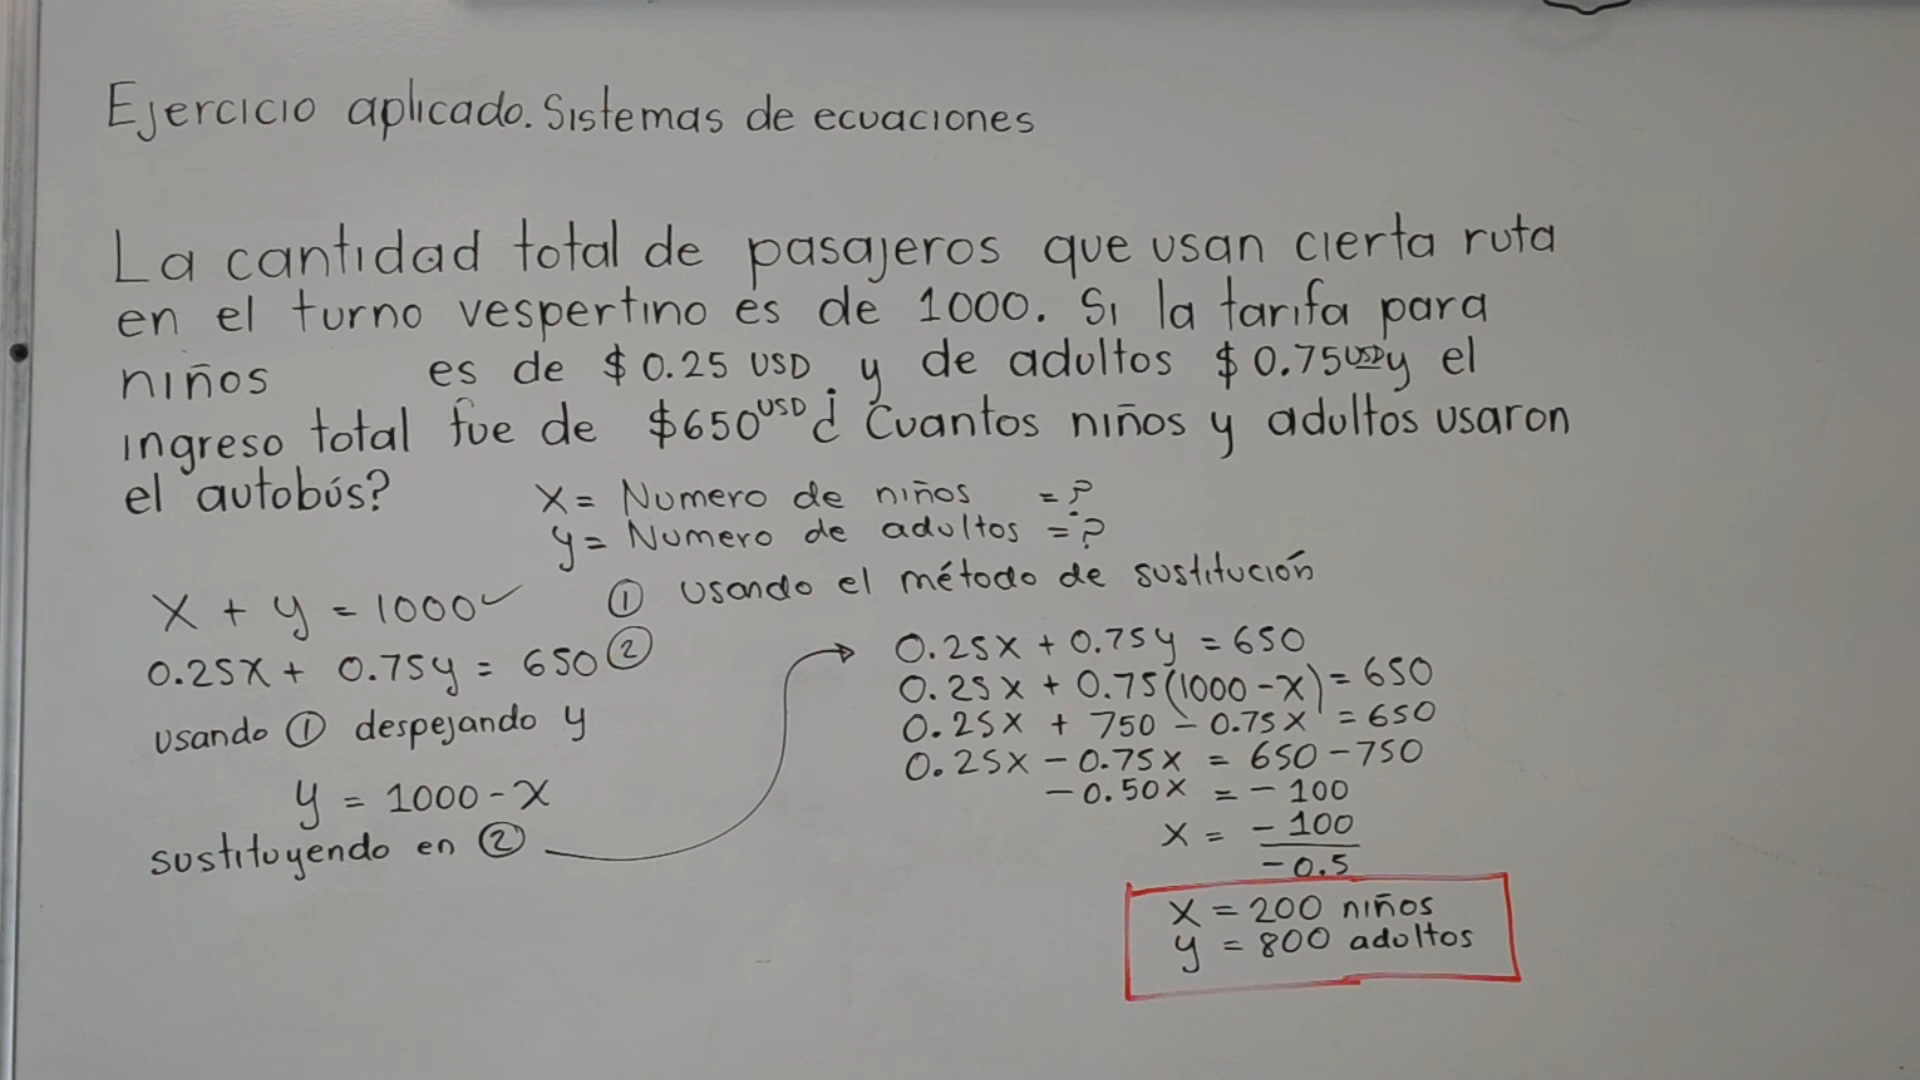 Ejercicio aplicado. Sistemas de ecuaciones
La cantidad total de pasajeros que usan cierta ruta
en el turno vespertino es de 1000. Si la tarifa para
niños es de $0.25 USD y de adultos $0.75 USD y el
ingreso total fue de $650 USD ¿Cuantos niños y adultos usaron
el autobús?
x = Numero de niños = ?
y = Numero de adultos = ?
x + y = 1000 ✓ ①
usando el método de sustitución
0.25x + 0.75y = 650 ②
usando ① despejando y
y = 1000 - x
sustituyendo en ②
0.25x + 0.75y = 650
0.25x + 0.75(1000 - x) = 650
0.25x + 750 - 0.75x = 650
0.25x - 0.75x = 650 - 750
-0.50x = -100
x = -100
-0.5
x = 200 niños
y = 800 adultos